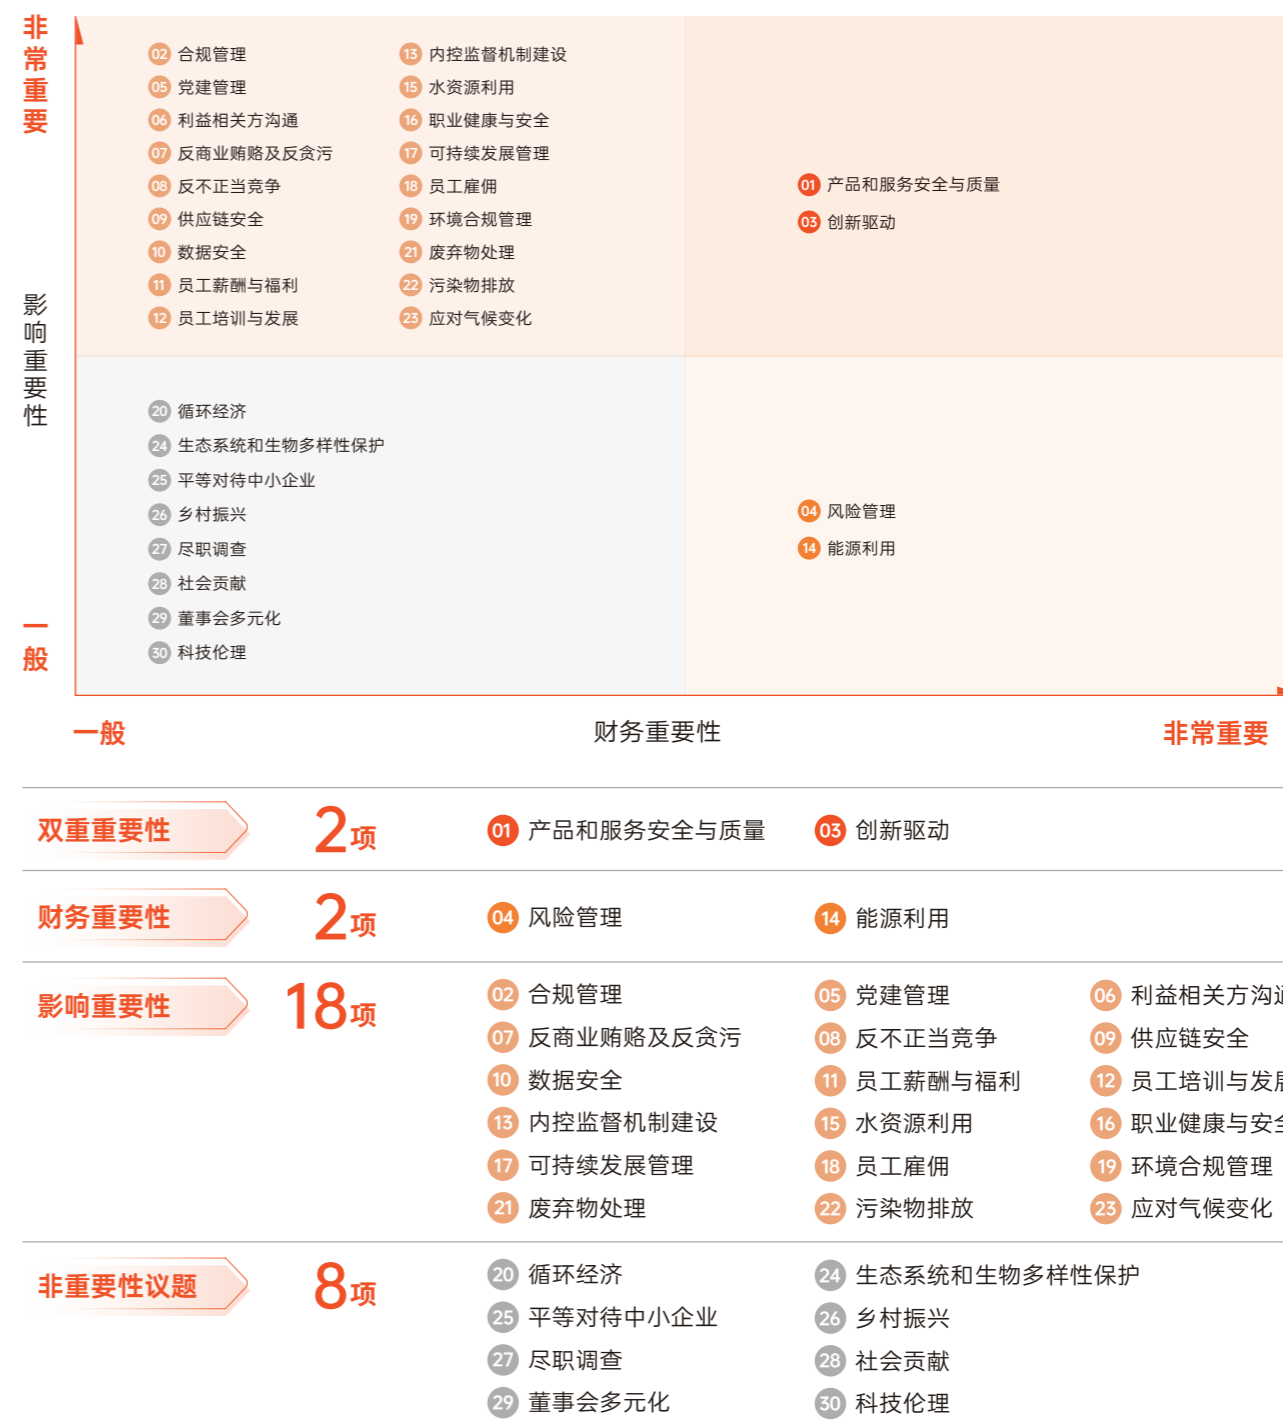 非常重要
影响重要性
一般
02 合规管理
05 党建管理
06 利益相关方沟通
07 反商业贿赂及反贪污
08 反不正当竞争
09 供应链安全
10 数据安全
11 员工薪酬与福利
12 员工培训与发展
13 内控监督机制建设
15 水资源利用
16 职业健康与安全
17 可持续发展管理
18 员工雇佣
19 环境合规管理
21 废弃物处理
22 污染物排放
23 应对气候变化
01 产品和服务安全与质量
03 创新驱动
20 循环经济
24 生态系统和生物多样性保护
25 平等对待中小企业
26 乡村振兴
27 尽职调查
28 社会贡献
29 董事会多元化
30 科技伦理
04 风险管理
14 能源利用
一般 财务重要性 非常重要
双重重要性 2项 01 产品和服务安全与质量 03 创新驱动
财务重要性 2项 04 风险管理 14 能源利用
影响重要性 18项
02 合规管理 05 党建管理 06 利益相关方沟通
07 反商业贿赂及反贪污 08 反不正当竞争 09 供应链安全
10 数据安全 11 员工薪酬与福利 12 员工培训与发展
13 内控监督机制建设 15 水资源利用 16 职业健康与安全
17 可持续发展管理 18 员工雇佣 19 环境合规管理
21 废弃物处理 22 污染物排放 23 应对气候变化
非重要性议题 8项
20 循环经济 24 生态系统和生物多样性保护
25 平等对待中小企业 26 乡村振兴
27 尽职调查 28 社会贡献
29 董事会多元化 30 科技伦理